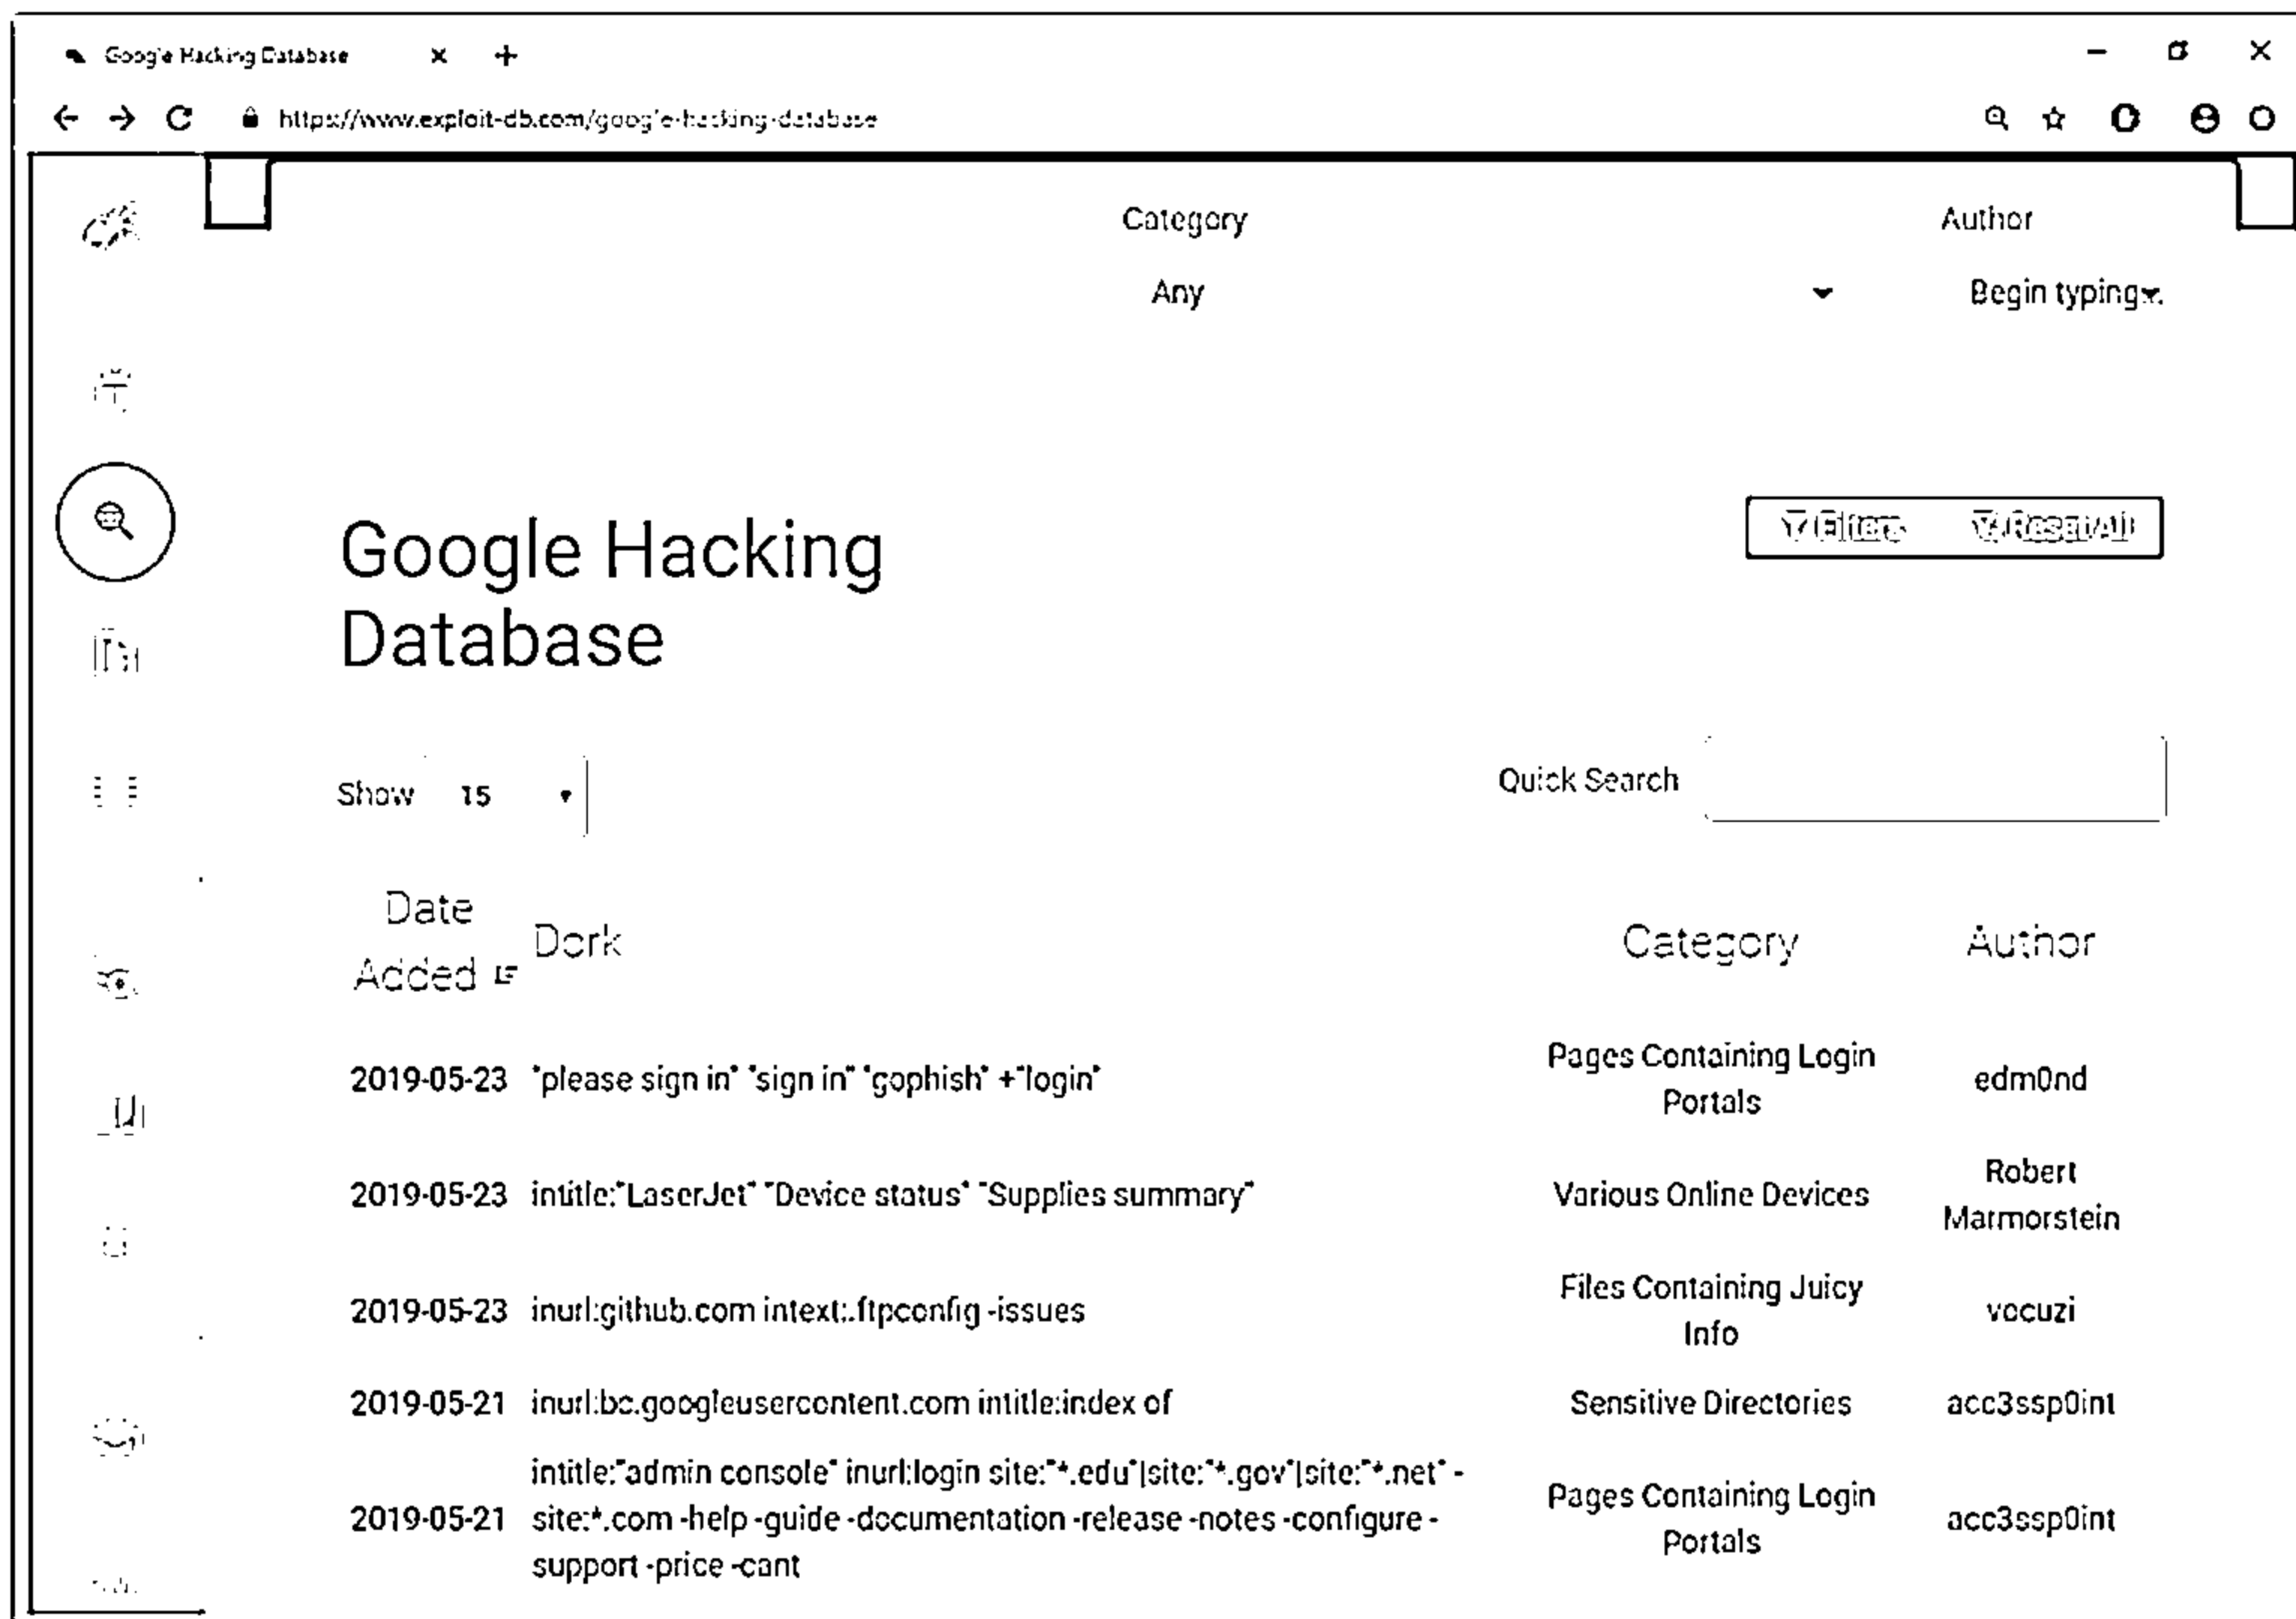 Google Hacking Database
https://www.exploit-db.com/google-hacking-database
Category
Author
Any
Begin typing...
Google Hacking
Database
Filters
Reset All
Show 15
Quick Search
Date
Added
Dork
Category
Author
2019-05-23 "please sign in" "sign in" "gophish" +"login"
Pages Containing Login
Portals
edm0nd
2019-05-23 intitle:"LaserJet" "Device status" "Supplies summary"
Various Online Devices
Robert
Marmorstein
2019-05-23 inurl:github.com intext:.ftpconfig -issues
Files Containing Juicy
Info
vocuzi
2019-05-21 inurl:bc.googleusercontent.com intitle:index of
Sensitive Directories
acc3ssp0int
2019-05-21
intitle:"admin console" inurl:login site:"*.edu"|site:"*.gov"|site:"*.net" -
site:*.com -help -guide -documentation -release -notes -configure -
support -price -cant
Pages Containing Login
Portals
acc3ssp0int